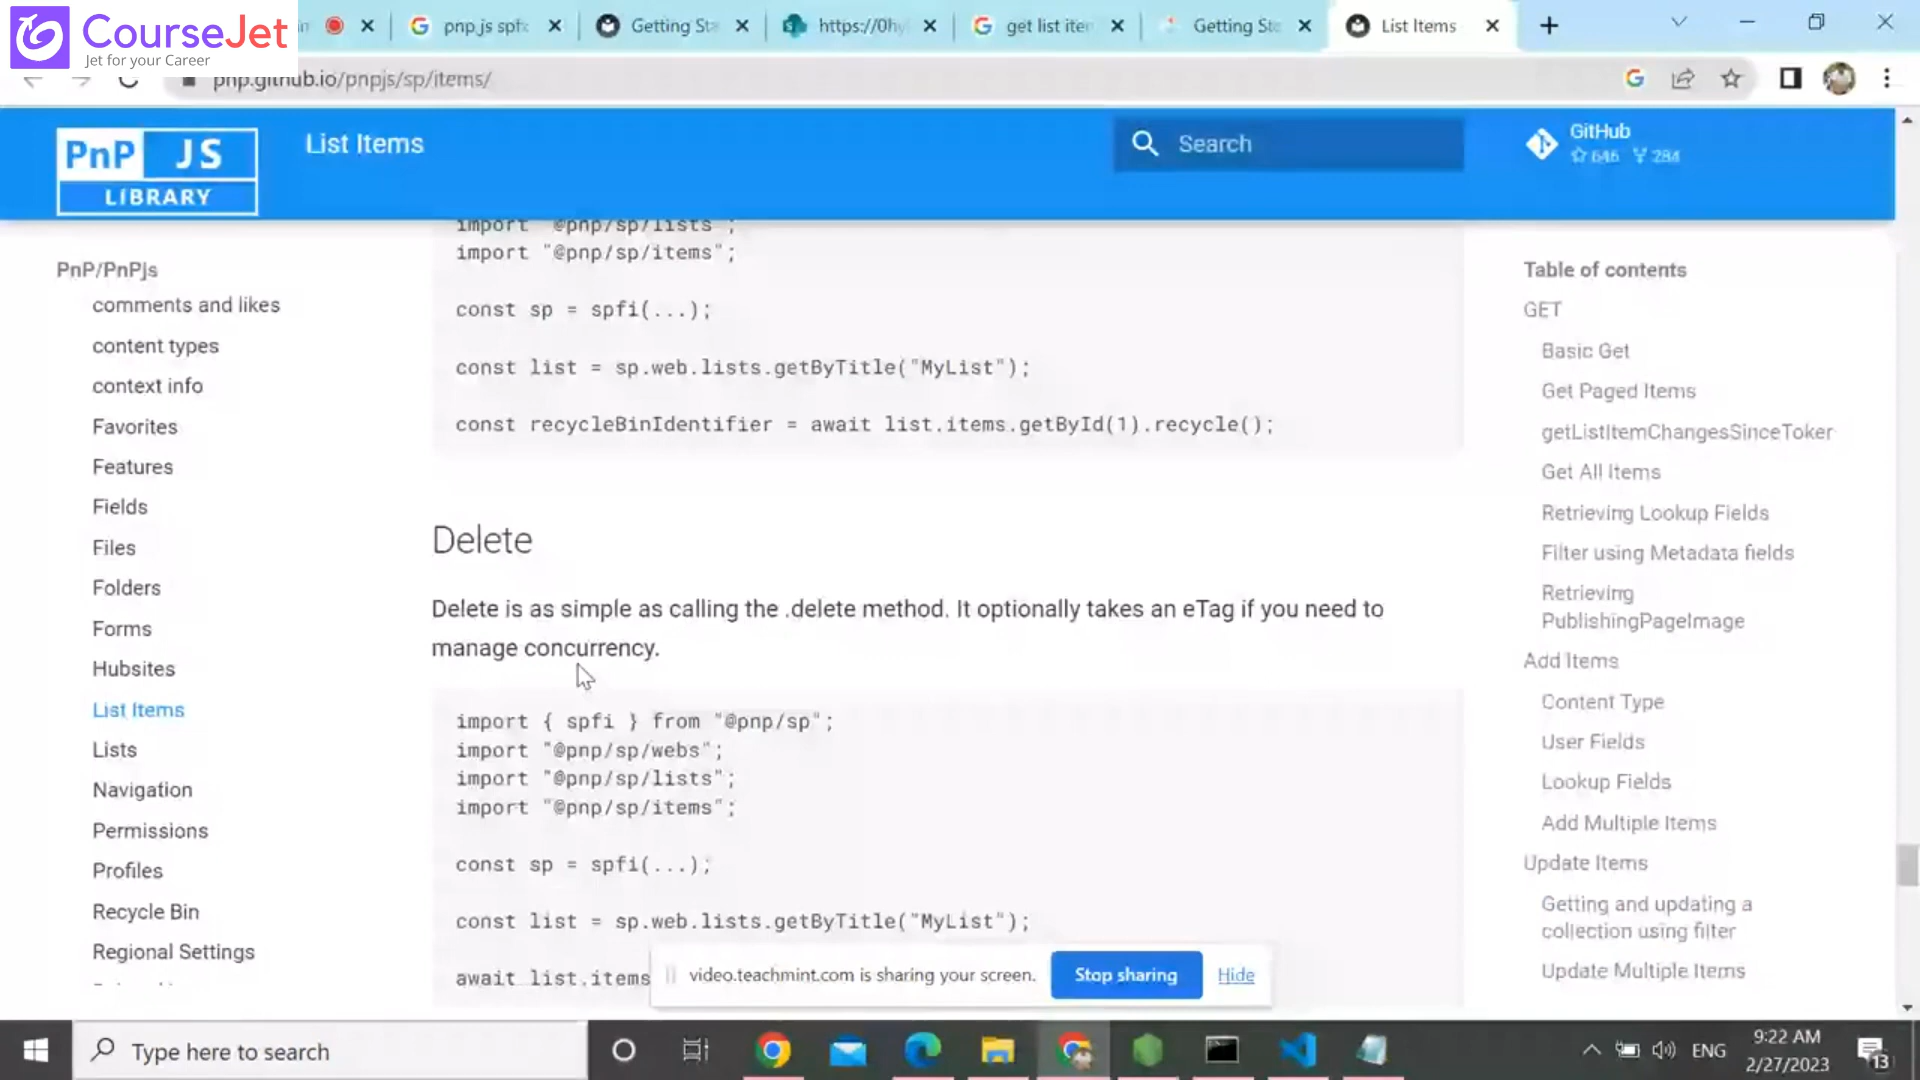 CourseJet
Jet for your Career
pnp js spfx
Getting Sta
https://0hy
get list iter
Getting Sta
List Items
pnp.github.io/pnpjs/sp/items/
PnP JS
LIBRARY
List Items
Search
GitHub
646 284
PnP/PnPjs
comments and likes
content types
context info
Favorites
Features
Fields
Files
Folders
Forms
Hubsites
List Items
Lists
Navigation
Permissions
Profiles
Recycle Bin
Regional Settings
import "@pnp/sp/lists";
import "@pnp/sp/items";
const sp = spfi(...);
const list = sp.web.lists.getByTitle("MyList");
const recycleBinIdentifier = await list.items.getById(1).recycle();
Delete
Delete is as simple as calling the .delete method. It optionally takes an eTag if you need to
manage concurrency.
import { spfi } from "@pnp/sp";
import "@pnp/sp/webs";
import "@pnp/sp/lists";
import "@pnp/sp/items";
const sp = spfi(...);
const list = sp.web.lists.getByTitle("MyList");
await list.items
Table of contents
GET
Basic Get
Get Paged Items
getListItemChangesSinceToker
Get All Items
Retrieving Lookup Fields
Filter using Metadata fields
Retrieving
PublishingPageImage
Add Items
Content Type
User Fields
Lookup Fields
Add Multiple Items
Update Items
Getting and updating a
collection using filter
Update Multiple Items
video.teachmint.com is sharing your screen.
Stop sharing
Hide
Type here to search
ENG
9:22 AM
2/27/2023
13